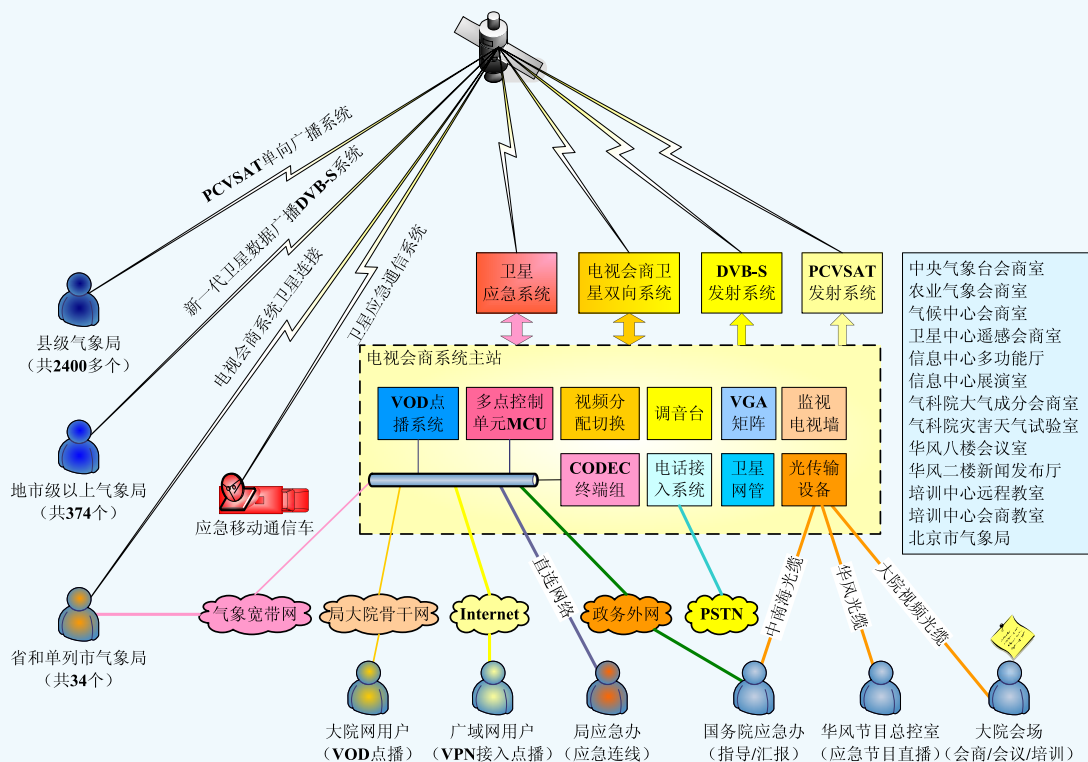 PCVSAT单向广播系统
新一代卫星数据广播DVB-S系统
电视会商系统卫星连接
卫星应急通信系统
县级气象局
(共2400多个)
地市级以上气象局
(共374个)
应急移动通信车
省和单列市气象局
(共34个)
卫星
应急系统
电视会商卫
星双向系统
DVB-S
发射系统
PCVSAT
发射系统
电视会商系统主站
VOD点
播系统
多点控制
单元MCU
视频分
配切换
调音台
VGA
矩阵
监视
电视墙
CODEC
终端组
电话接
入系统
卫星
网管
光传输
设备
中央气象台会商室
农业气象会商室
气候中心会商室
卫星中心遥感会商室
信息中心多功能厅
信息中心展演室
气科院大气成分会商室
气科院灾害天气试验室
华风八楼会议室
华风二楼新闻发布厅
培训中心远程教室
培训中心会商教室
北京市气象局
直连网络
中南海光缆
华风光缆
大院视频光缆
气象宽带网
局大院骨干网
Internet
政务外网
PSTN
大院网用户
(VOD点播)
广域网用户
(VPN接入点播)
局应急办
(应急连线)
国务院应急办
(指导/汇报)
华风节目总控室
(应急节目直播)
大院会场
(会商/会议/培训)